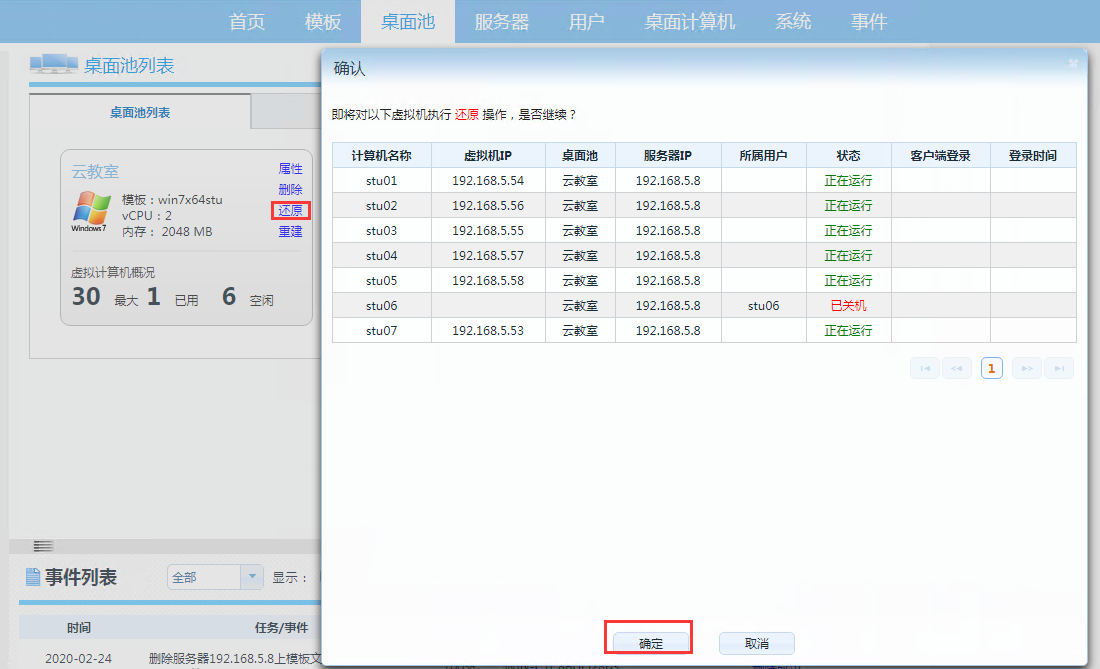 首页 模板 桌面池 服务器 用户 桌面计算机 系统 事件
桌面池列表
桌面池列表
云教室
属性
删除
还原
重建
Windows7
模板：win7x64stu
vCPU：2
内存： 2048 MB
虚拟计算机概况
30 最大 1 已用 6 空闲
事件列表 全部 显示：
时间 任务/事件
2020-02-24 删除服务器192.168.5.8上模板文
确认
即将对以下虚拟机执行 还原 操作，是否继续？
计算机名称 虚拟机IP 桌面池 服务器IP 所属用户 状态 客户端登录 登录时间
stu01 192.168.5.54 云教室 192.168.5.8 正在运行
stu02 192.168.5.56 云教室 192.168.5.8 正在运行
stu03 192.168.5.55 云教室 192.168.5.8 正在运行
stu04 192.168.5.57 云教室 192.168.5.8 正在运行
stu05 192.168.5.58 云教室 192.168.5.8 正在运行
stu06 云教室 192.168.5.8 stu06 已关机
stu07 192.168.5.53 云教室 192.168.5.8 正在运行
1
确定 取消